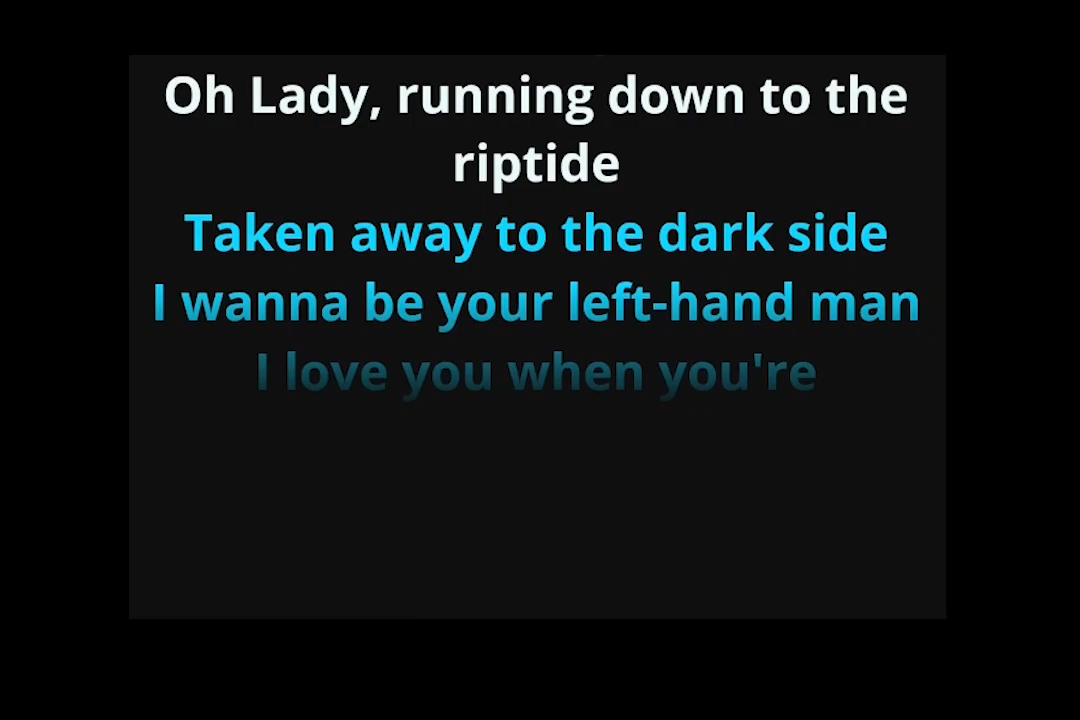 Oh Lady, running down to the
riptide
Taken away to the dark side
I wanna be your left-hand man
I love you when you're